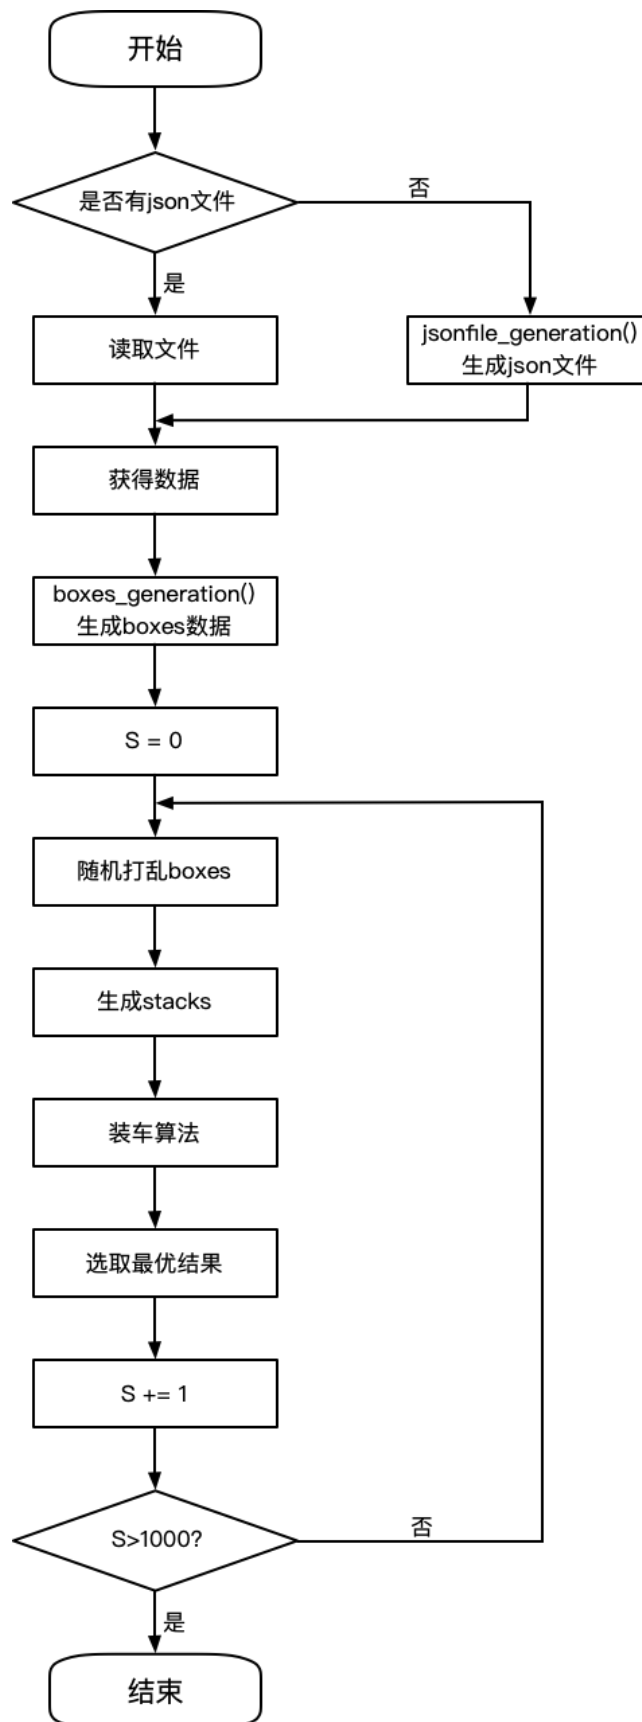 开始
是否有json文件
否
是
读取文件
jsonfile_generation()
生成json文件
获得数据
boxes_generation()
生成boxes数据
S = 0
随机打乱boxes
生成stacks
装车算法
选取最优结果
S += 1
S>1000?
否
是
结束